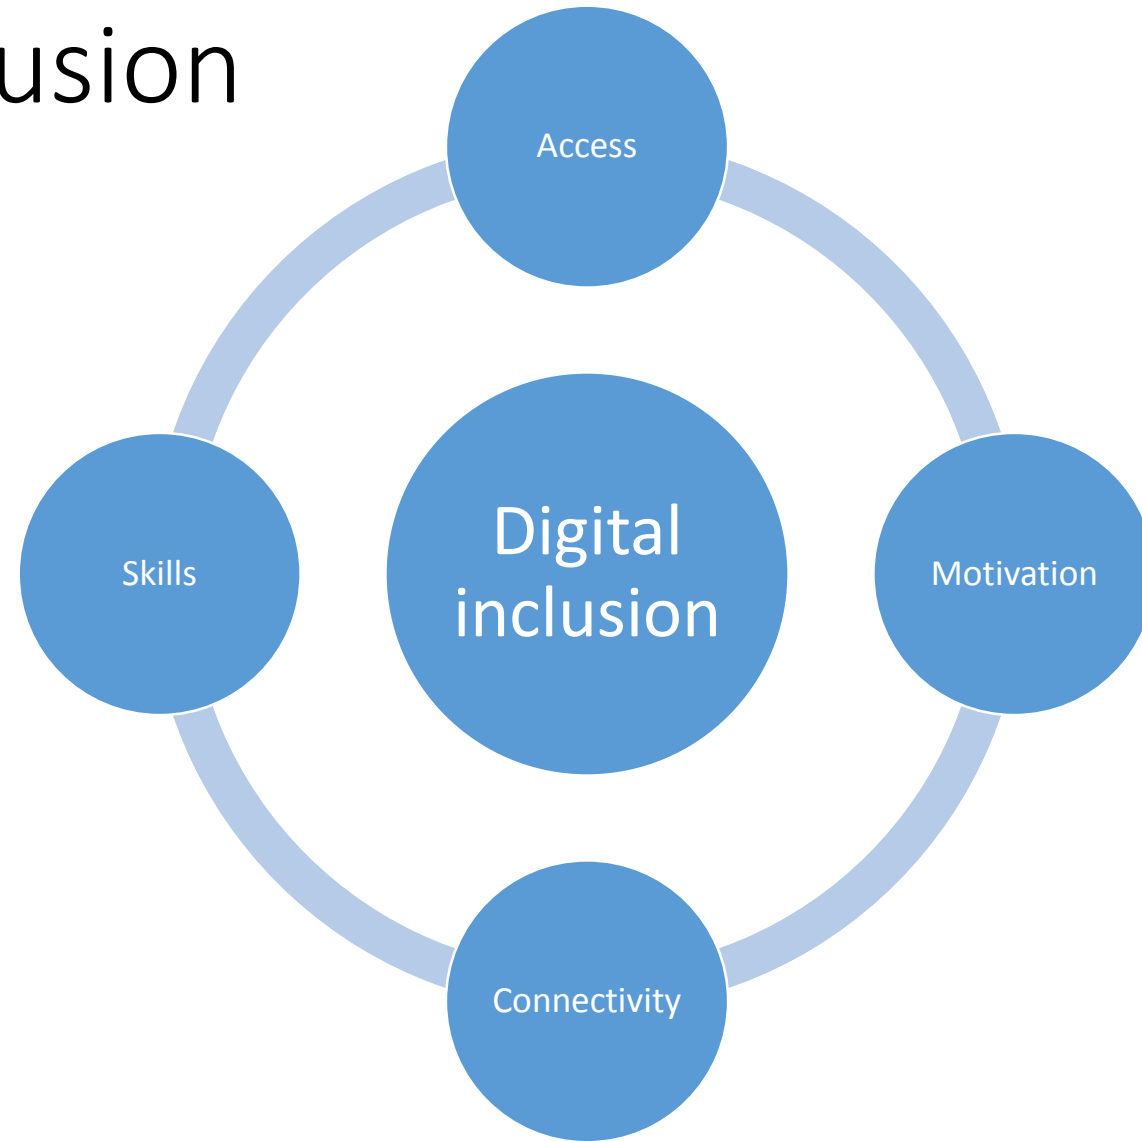 usion
Access
Skills
Digital
inclusion
Motivation
Connectivity